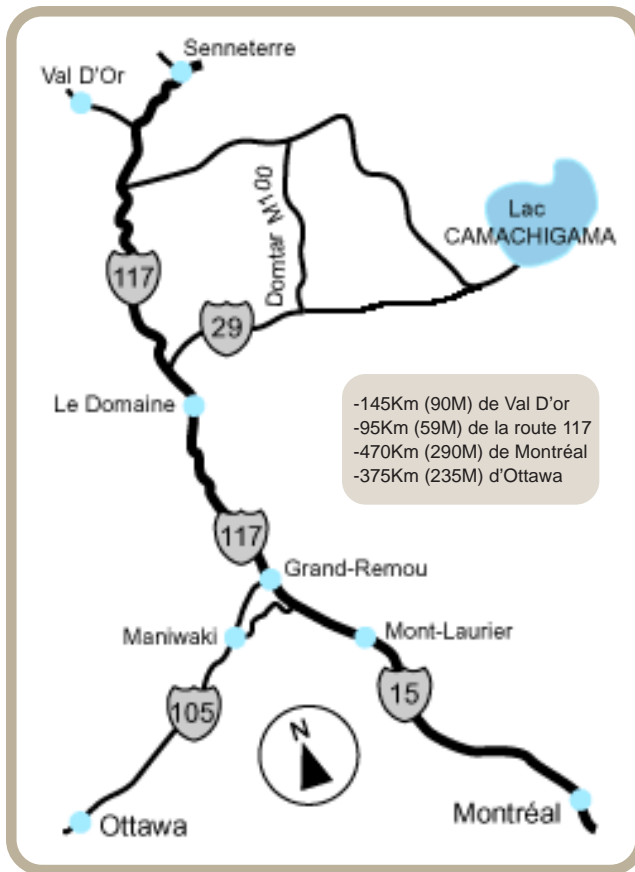 Senneterre
Val D'Or
Domtar M100
Lac
CAMACHIGAMA
117
29
Le Domaine
-145Km (90M) de Val D'or
-95Km (59M) de la route 117
-470Km (290M) de Montréal
-375Km (235M) d'Ottawa
117
Grand-Remou
Maniwaki
Mont-Laurier
15
105
N
Ottawa
Montréal